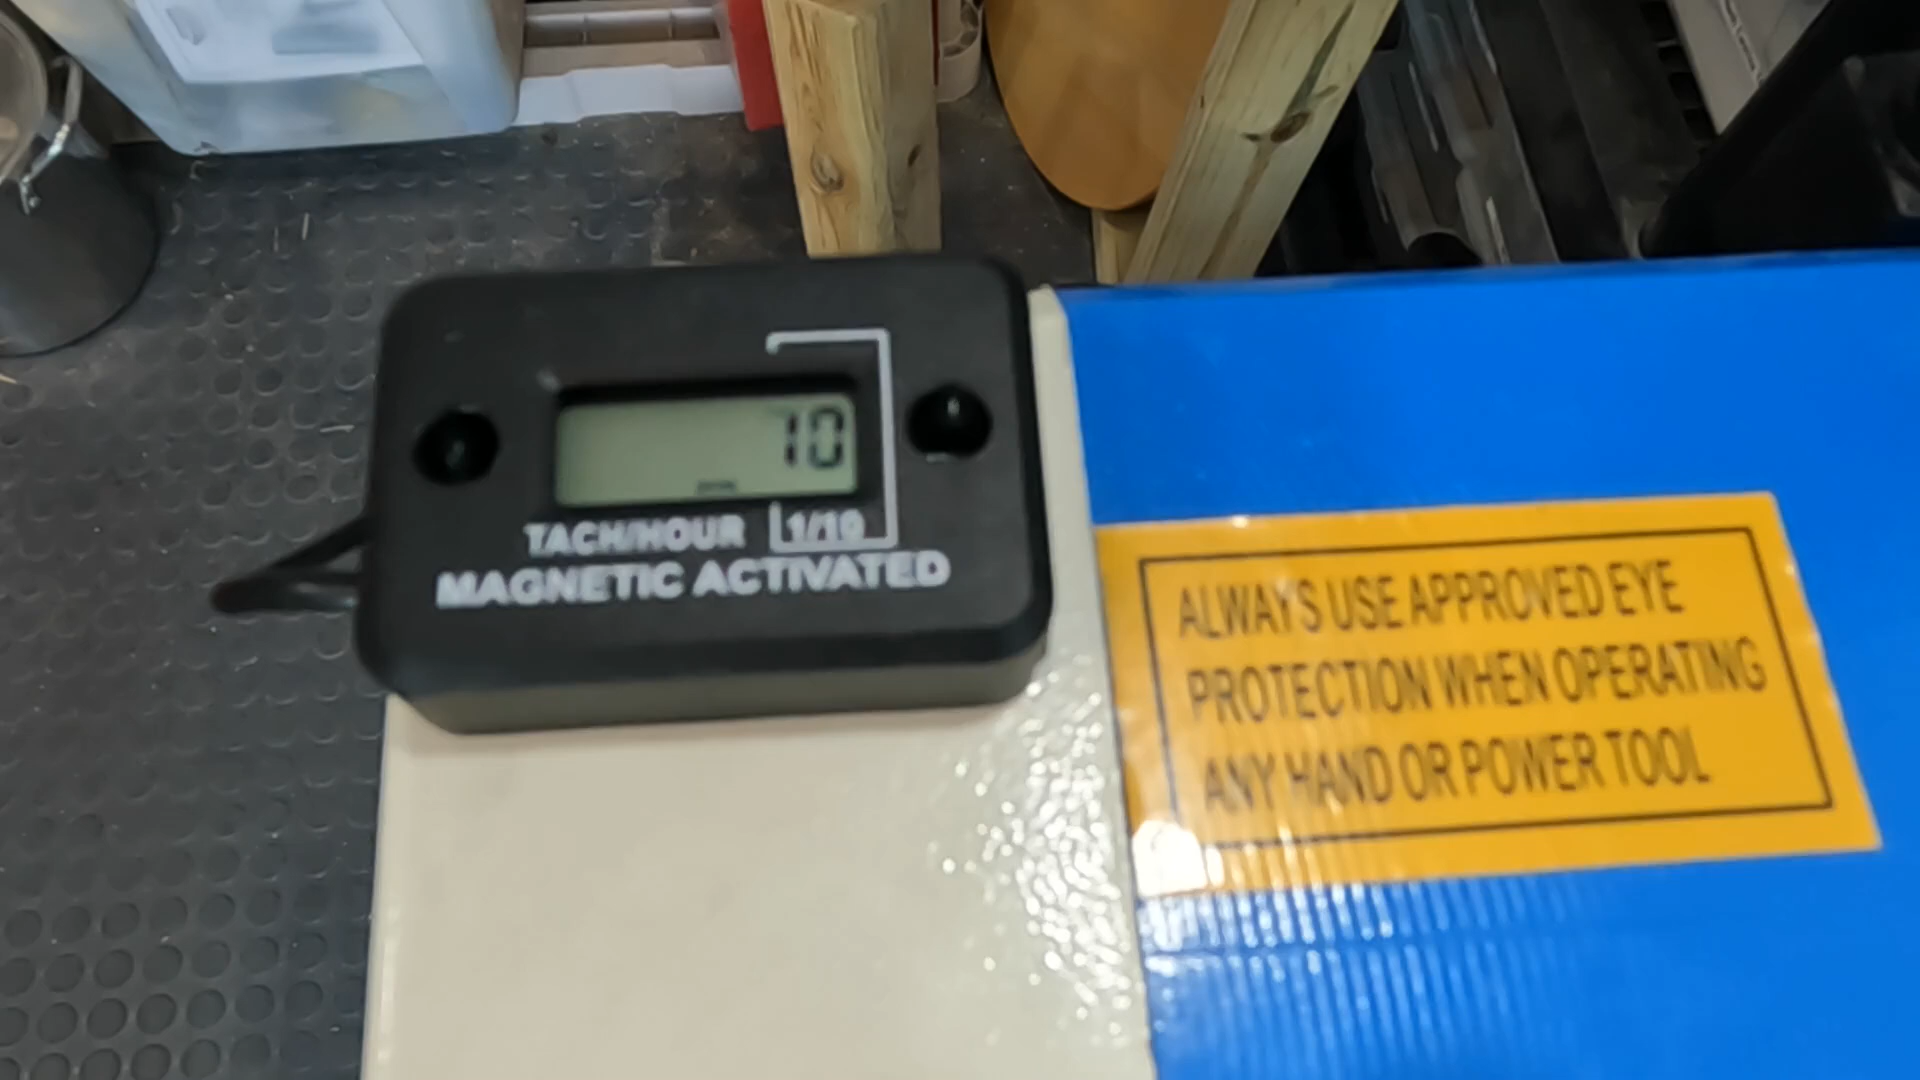 10
TACH/HOUR 1/10
MAGNETIC ACTIVATED
ALWAYS USE APPROVED EYE
PROTECTION WHEN OPERATING
ANY HAND OR POWER TOOL